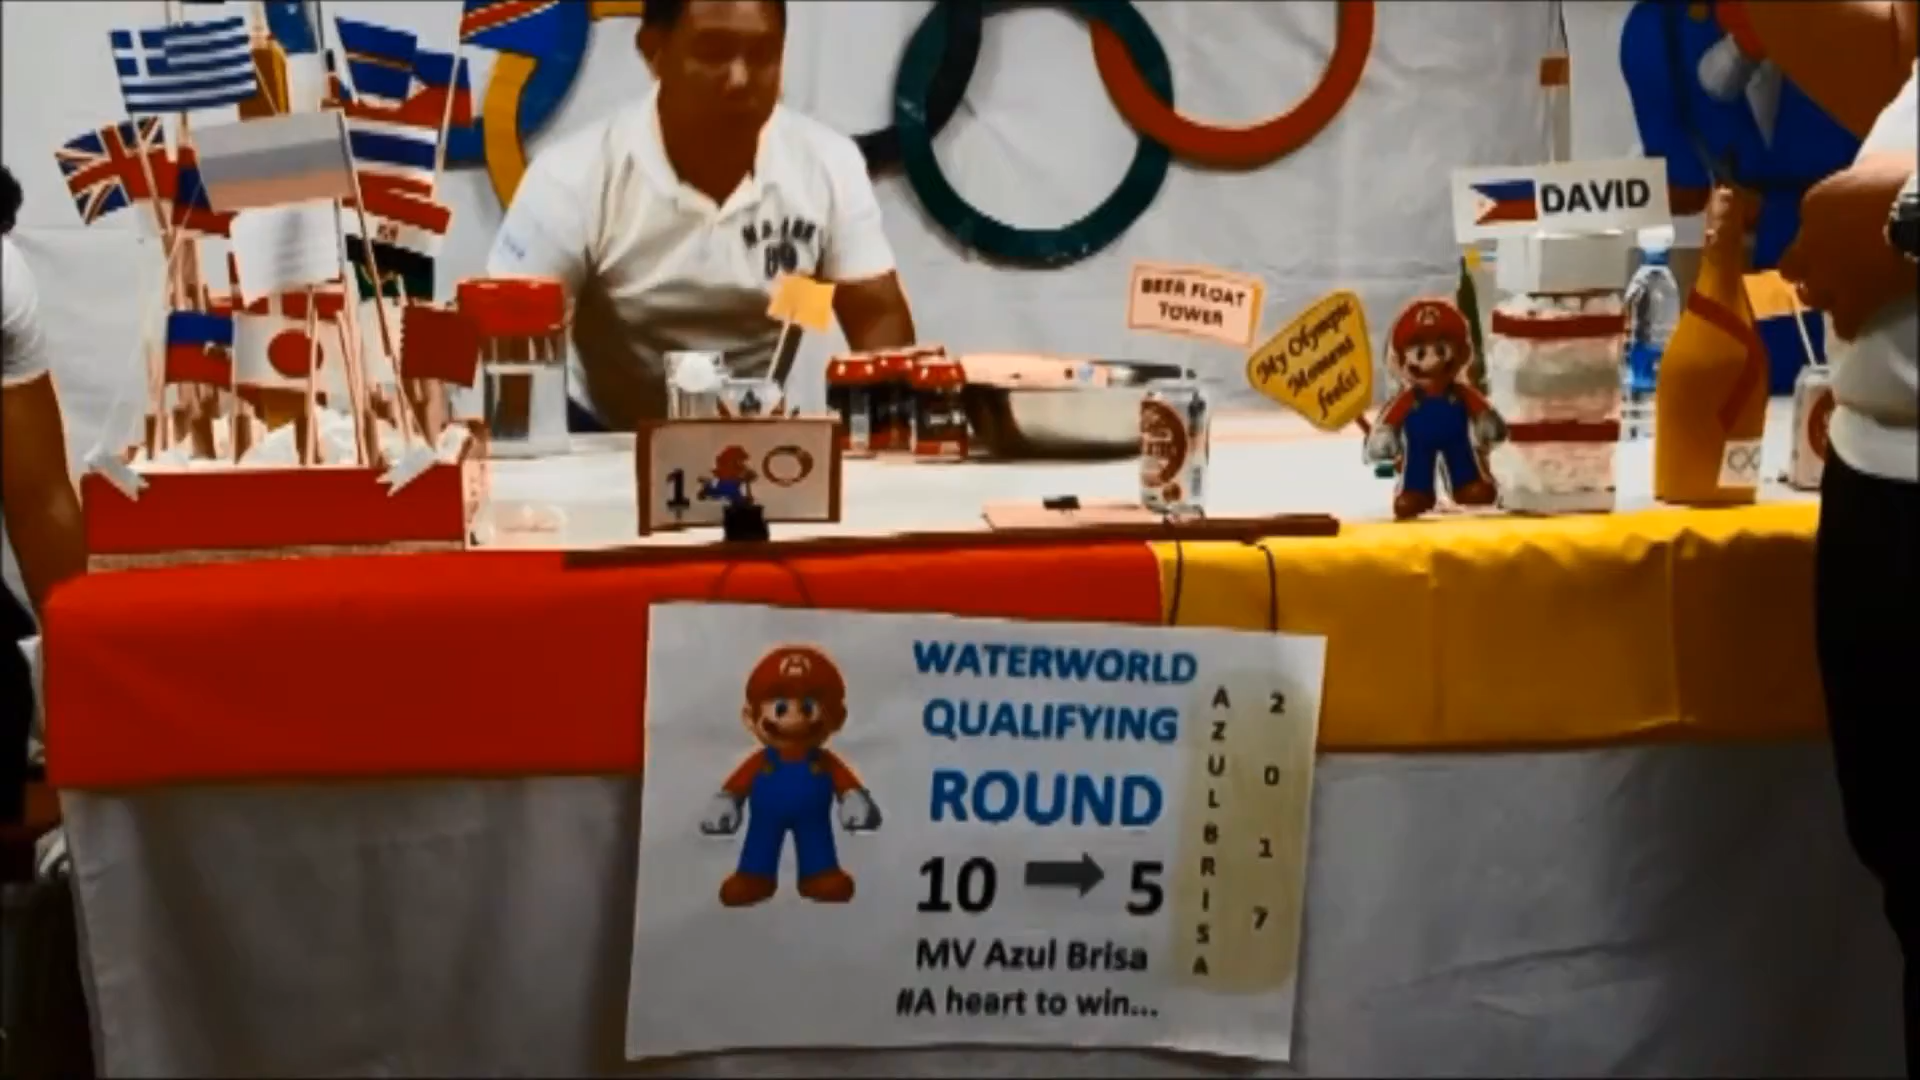 DAVID
BEER FLOAT
TOWER
My Olympic
Moment
feels!
1
WATERWORLD
QUALIFYING
ROUND
10 5
MV Azul Brisa
#A heart to win...
AZULBRISA
2017